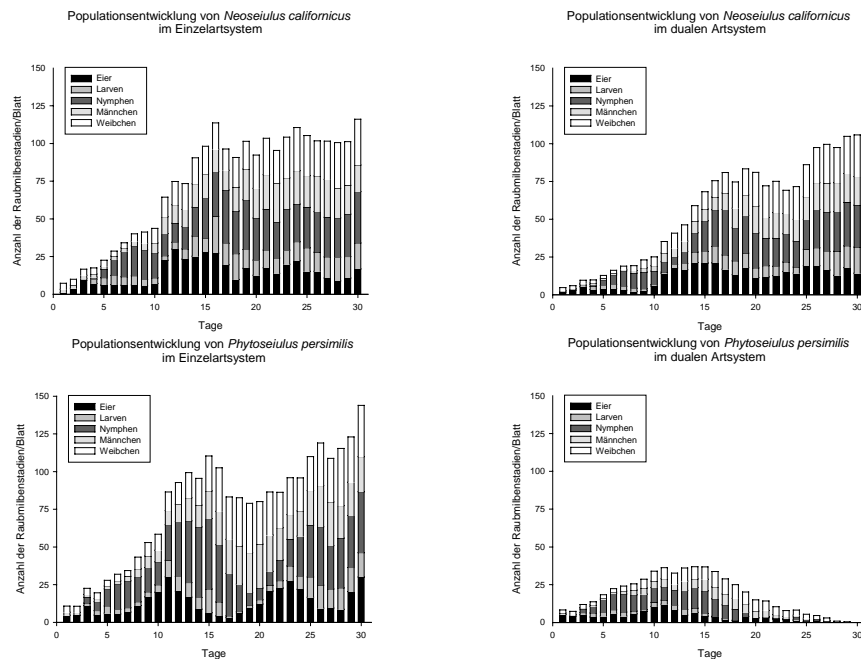 Populationsentwicklung von Neoseiulus californicus
im Einzelartsystem
150
125
100
75
50
25
0
Anzahl der Raubmilbenstadien/Blatt
Eier
Larven
Nymphen
Männchen
Weibchen
0 5 10 15 20 25 30
Tage
Populationsentwicklung von Neoseiulus californicus
im dualen Artsystem
150
125
100
75
50
25
0
Anzahl der Raubmilbenstadien/Blatt
Eier
Larven
Nymphen
Männchen
Weibchen
0 5 10 15 20 25 30
Tage
Populationsentwicklung von Phytoseiulus persimilis
im Einzelartsystem
150
125
100
75
50
25
0
Anzahl der Raubmilbenstadien/Blatt
Eier
Larven
Nymphen
Männchen
Weibchen
0 5 10 15 20 25 30
Tage
Populationsentwicklung von Phytoseiulus persimilis
im dualen Artsystem
150
125
100
75
50
25
0
Anzahl der Raubmilbenstadien/Blatt
Eier
Larven
Nymphen
Männchen
Weibchen
0 5 10 15 20 25 30
Tage